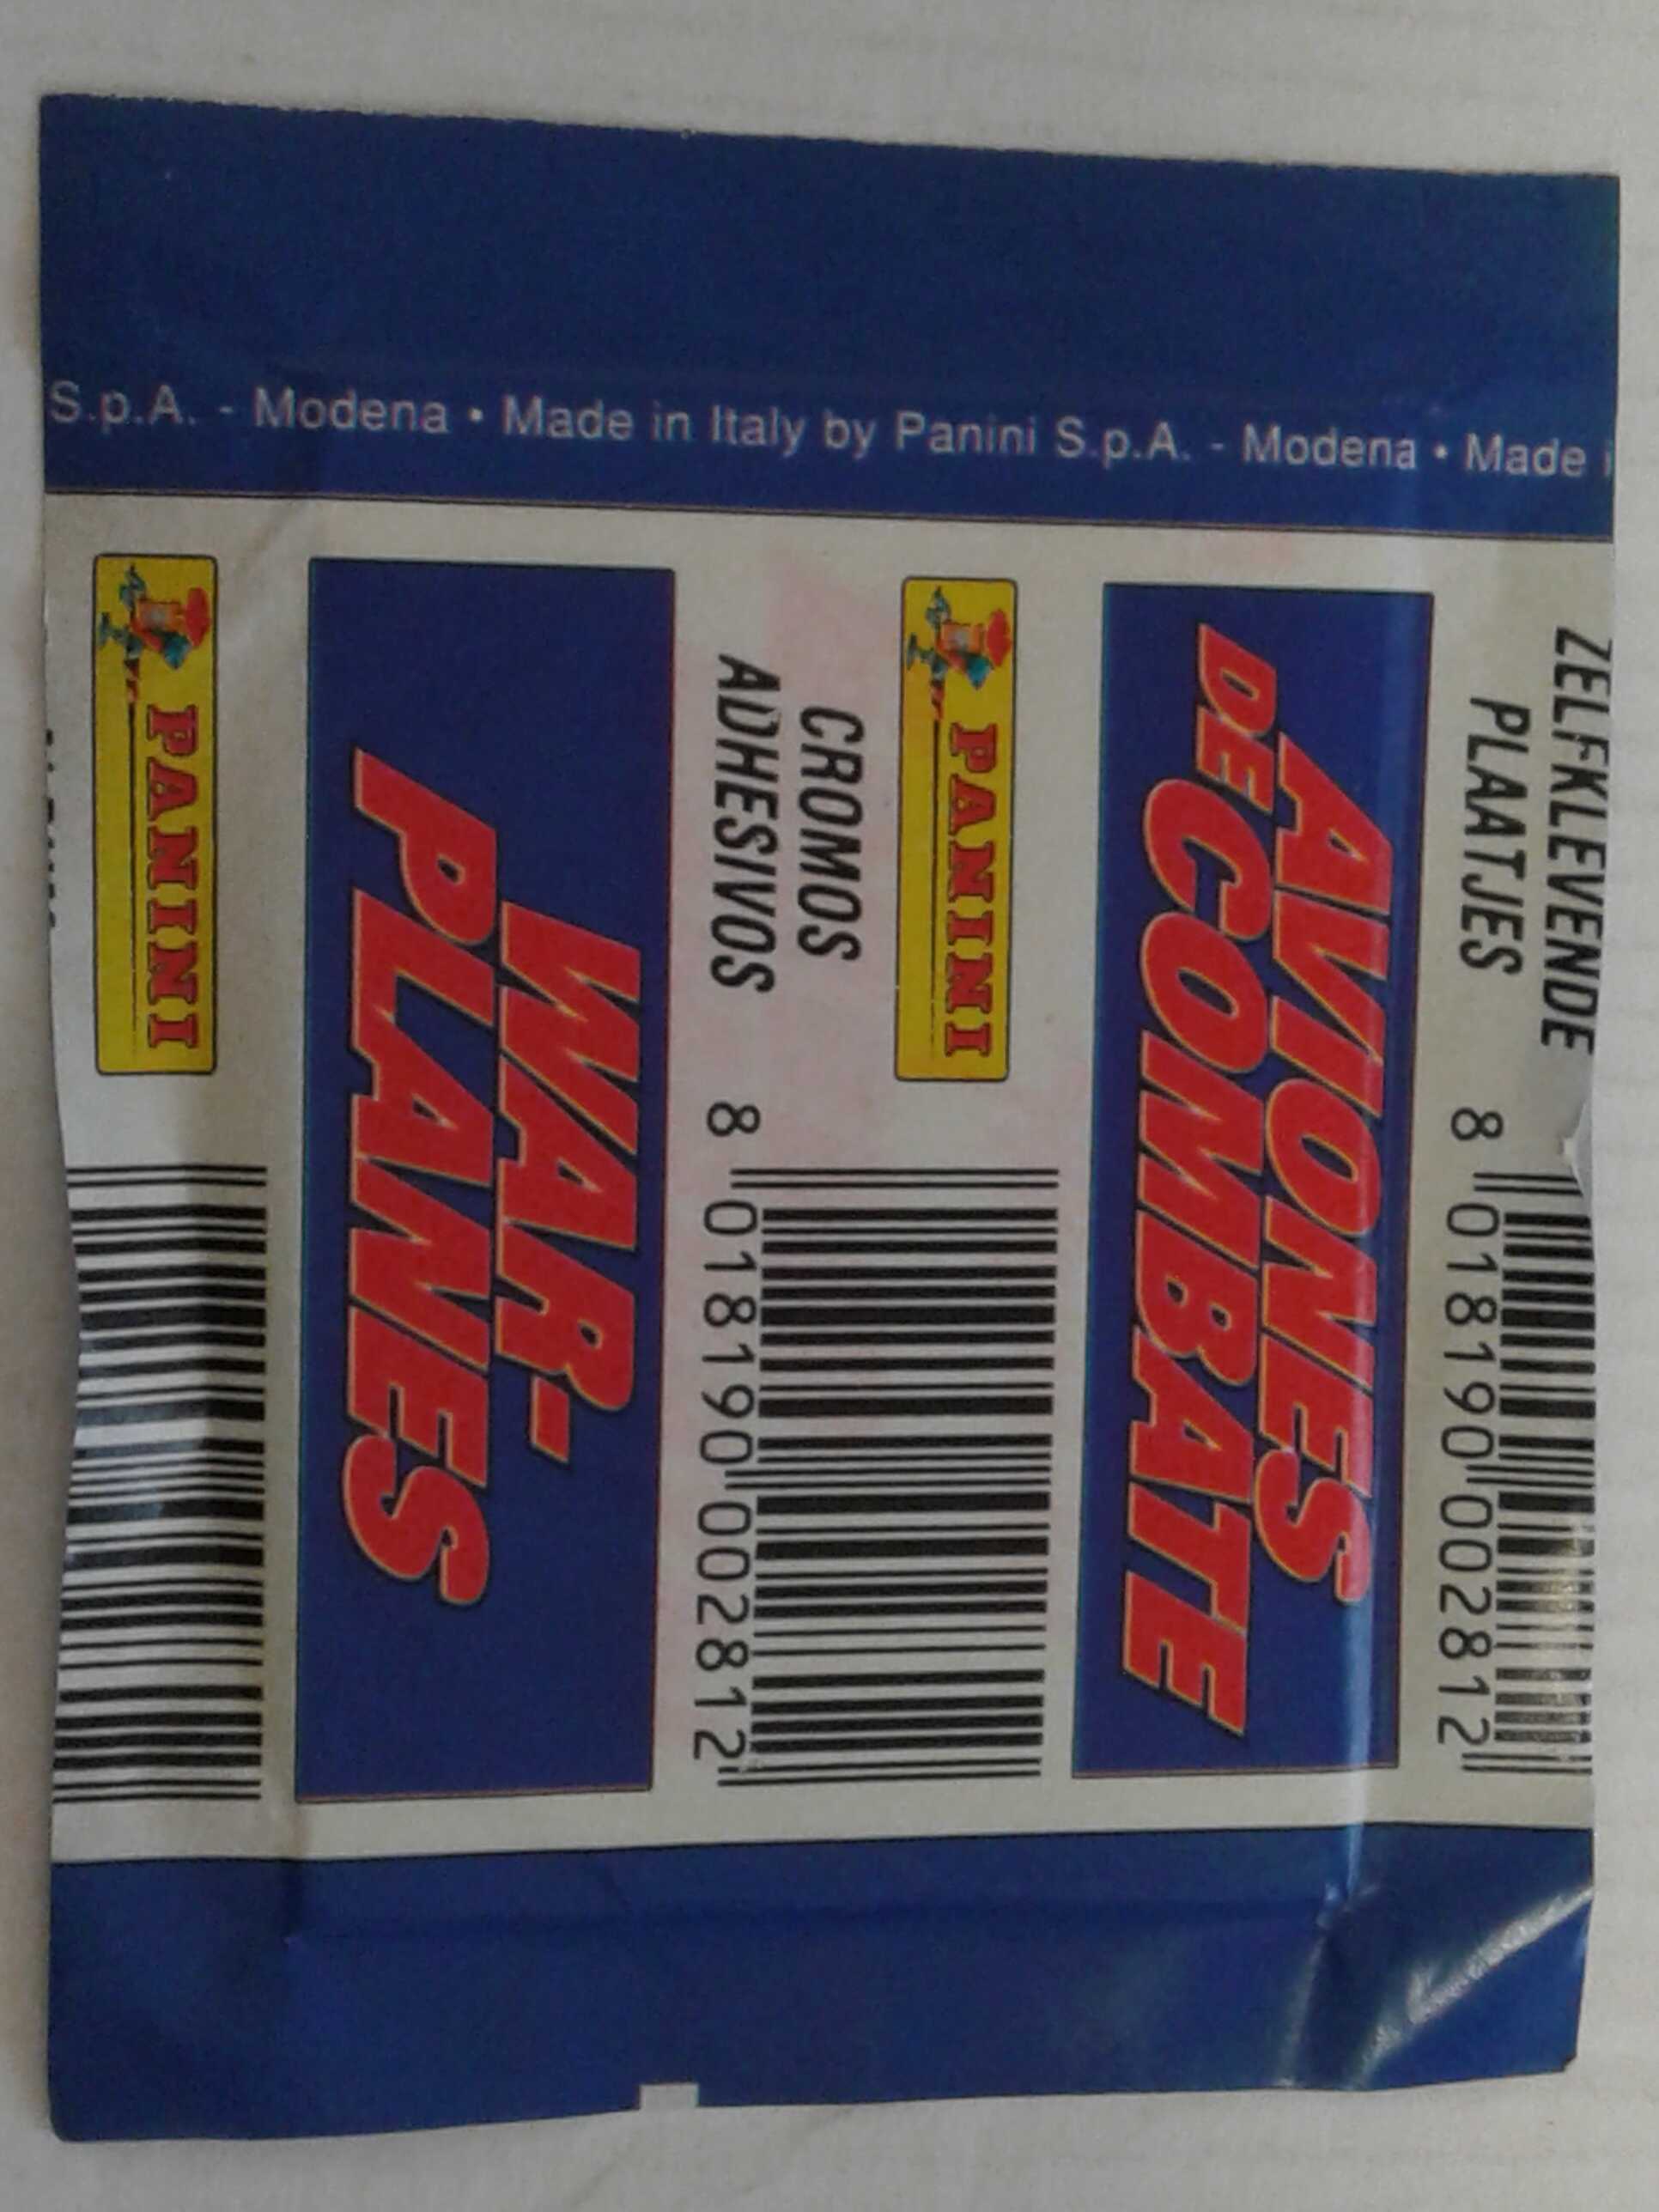 S.p.A. - Modena • Made in Italy by Panini S.p.A. - Modena • Made
ZELFKLEVENDE
PLAATJES
8 018190 002812
AVIONES
DE COMBATE
PANINI
CROMOS
ADHESIVOS
8 018190 002812
WAR-
PLANES
PANINI